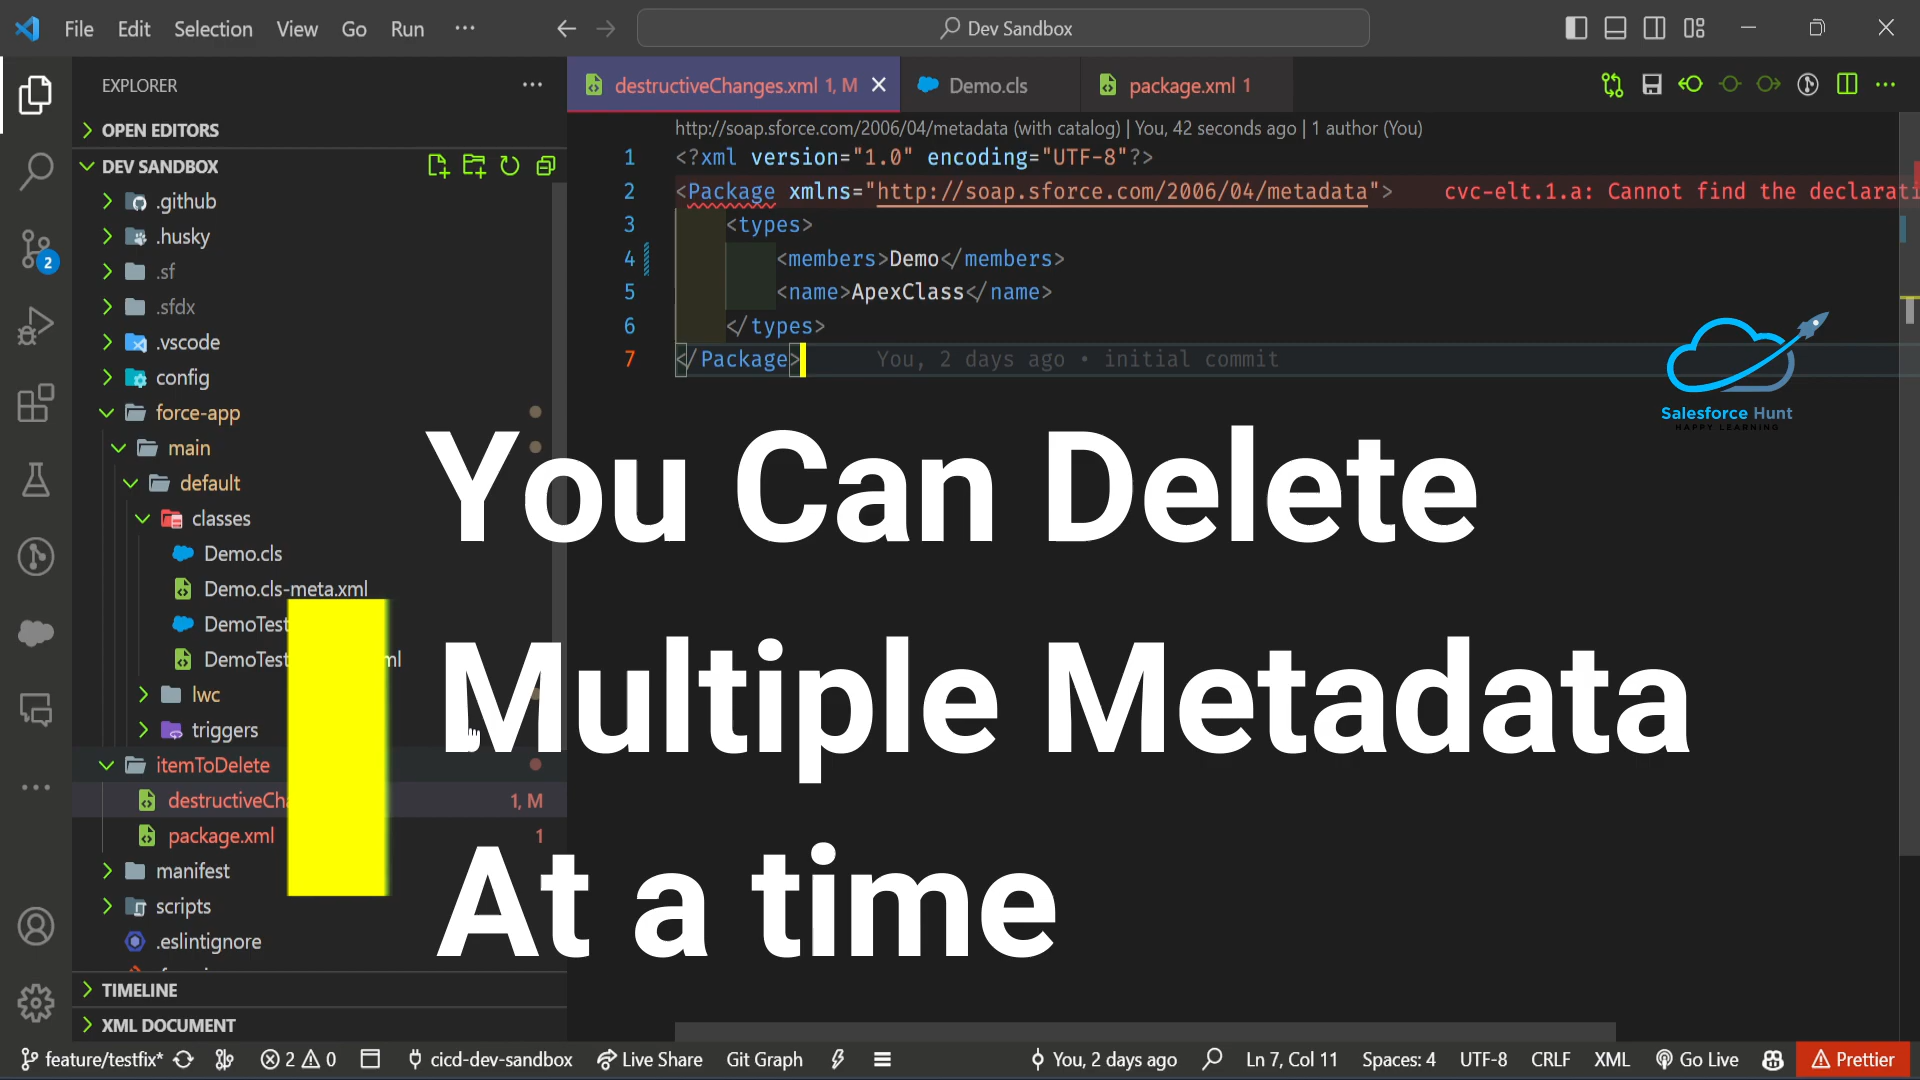 File Edit Selection View Go Run ···
Dev Sandbox
EXPLORER
OPEN EDITORS
DEV SANDBOX
.github
.husky
.sf
.sfdx
.vscode
config
force-app
main
default
classes
Demo.cls
Demo.cls-meta.xml
DemoTest
DemoTest
lwc
triggers
itemToDelete
1, M
package.xml 1
manifest
scripts
.eslintignore
TIMELINE
XML DOCUMENT
2
destructiveChanges.xml 1, M
Demo.cls
package.xml 1
http://soap.sforce.com/2006/04/metadata (with catalog) | You, 42 seconds ago | 1 author (You)
1 <?xml version="1.0" encoding="UTF-8"?>
2 <Package xmlns="http://soap.sforce.com/2006/04/metadata"> cvc-elt.1.a: Cannot find the
3 <types>
4 <members>Demo</members>
5 <name>ApexClass</name>
6 </types>
7 </Package> You, 2 days ago • initial commit
Salesforce Hunt
HAPPY LEARNING
You Can Delete
Multiple Metadata
At a time
feature/testfix* 2 0 cicd-dev-sandbox Live Share Git Graph You, 2 days ago Ln 7, Col 11 Spaces: 4 UTF-8 CRLF XML Go Live Prettier